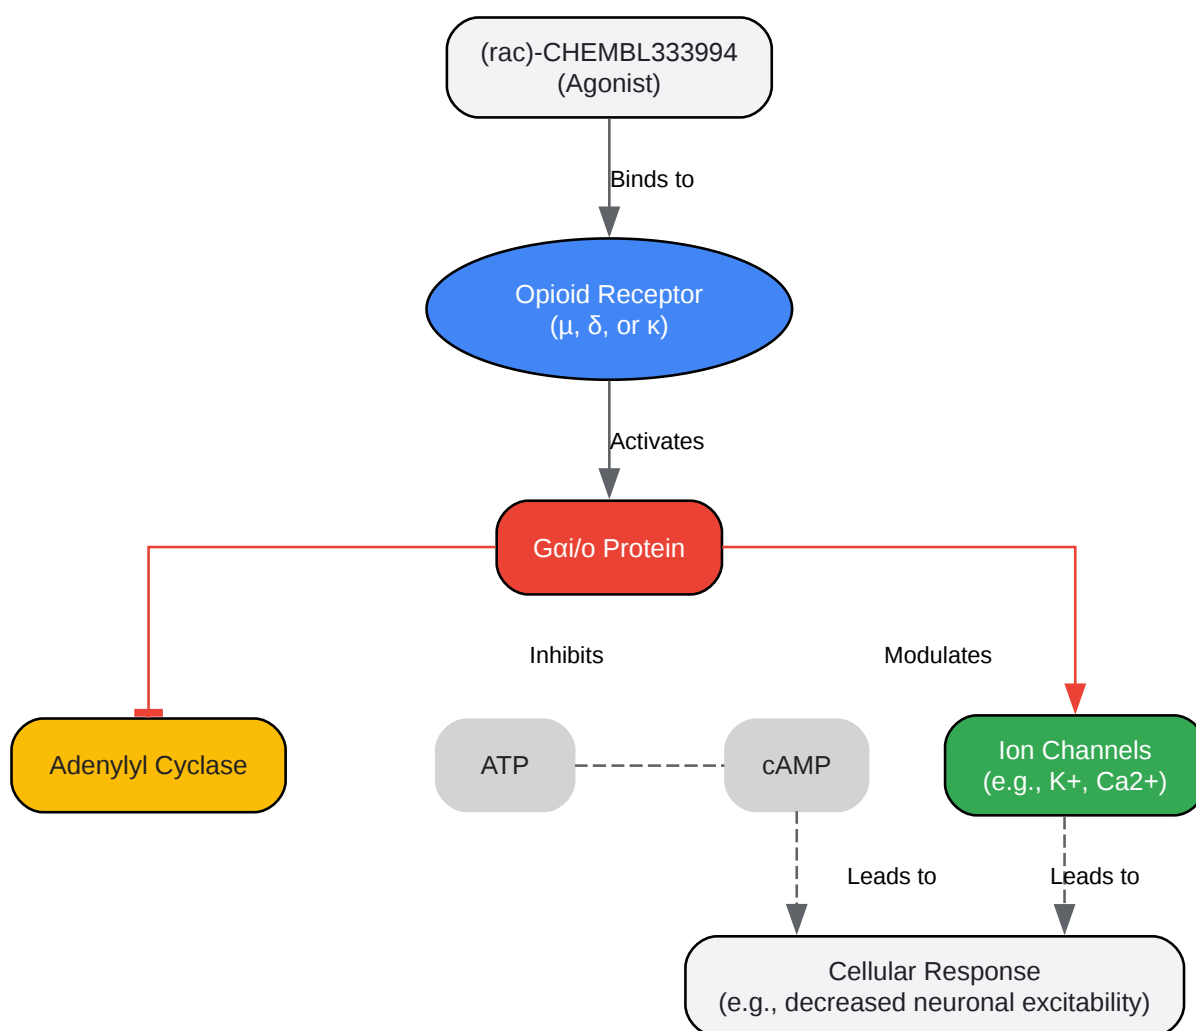 (rac)-CHEMBL333994
(Agonist)
Binds to
Opioid Receptor
(µ, δ, or κ)
Activates
Gαi/o Protein
Inhibits
Modulates
Adenylyl Cyclase
ATP
cAMP
Ion Channels
(e.g., K+, Ca2+)
Leads to
Leads to
Cellular Response
(e.g., decreased neuronal excitability)